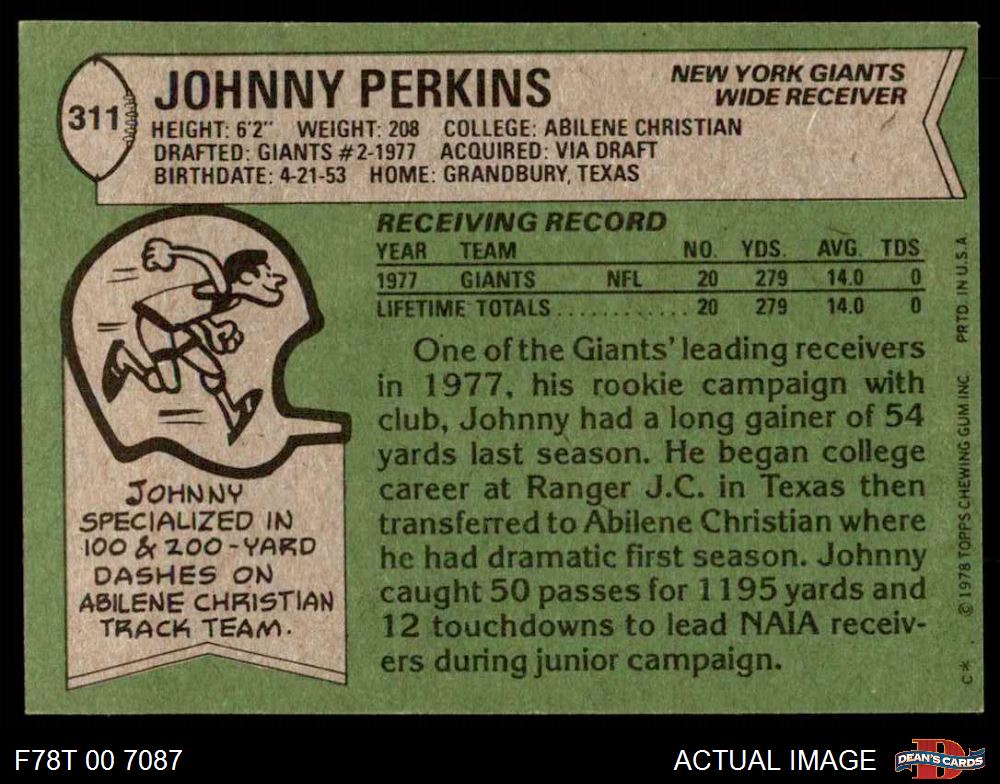 311
JOHNNY PERKINS
NEW YORK GIANTS
WIDE RECEIVER
HEIGHT: 6'2" WEIGHT: 208 COLLEGE: ABILENE CHRISTIAN
DRAFTED: GIANTS #2-1977 ACQUIRED: VIA DRAFT
BIRTHDATE: 4-21-53 HOME: GRANDBURY, TEXAS
RECEIVING RECORD
YEAR TEAM NO. YDS. AVG. TDS
1977 GIANTS NFL 20 279 14.0 0
LIFETIME TOTALS ............ 20 279 14.0 0
One of the Giants' leading receivers
in 1977, his rookie campaign with
club, Johnny had a long gainer of 54
yards last season. He began college
career at Ranger J.C. in Texas then
transferred to Abilene Christian where
he had dramatic first season. Johnny
caught 50 passes for 1195 yards and
12 touchdowns to lead NAIA receiv-
ers during junior campaign.
JOHNNY
SPECIALIZED IN
100 & 200-YARD
DASHES ON
ABILENE CHRISTIAN
TRACK TEAM.
C* © 1978 TOPPS CHEWING GUM INC. PRTD. IN U.S.A.
F78T 00 7087
ACTUAL IMAGE
D
DEAN'S CARDS